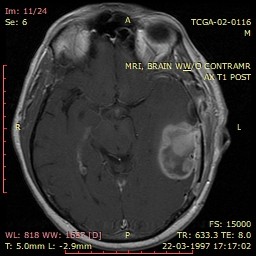 Im: 11/24
Se: 6
A
TCGA-02-0116
M
MRI, BRAIN WW/O CONTRAMR
AX T1 POST
R
L
FS: 15000
WL: 818 WW: 1652 [D]
P
TR: 633.3 TE: 8.0
T: 5.0mm L: -2.9mm
22-03-1997 17:17:02